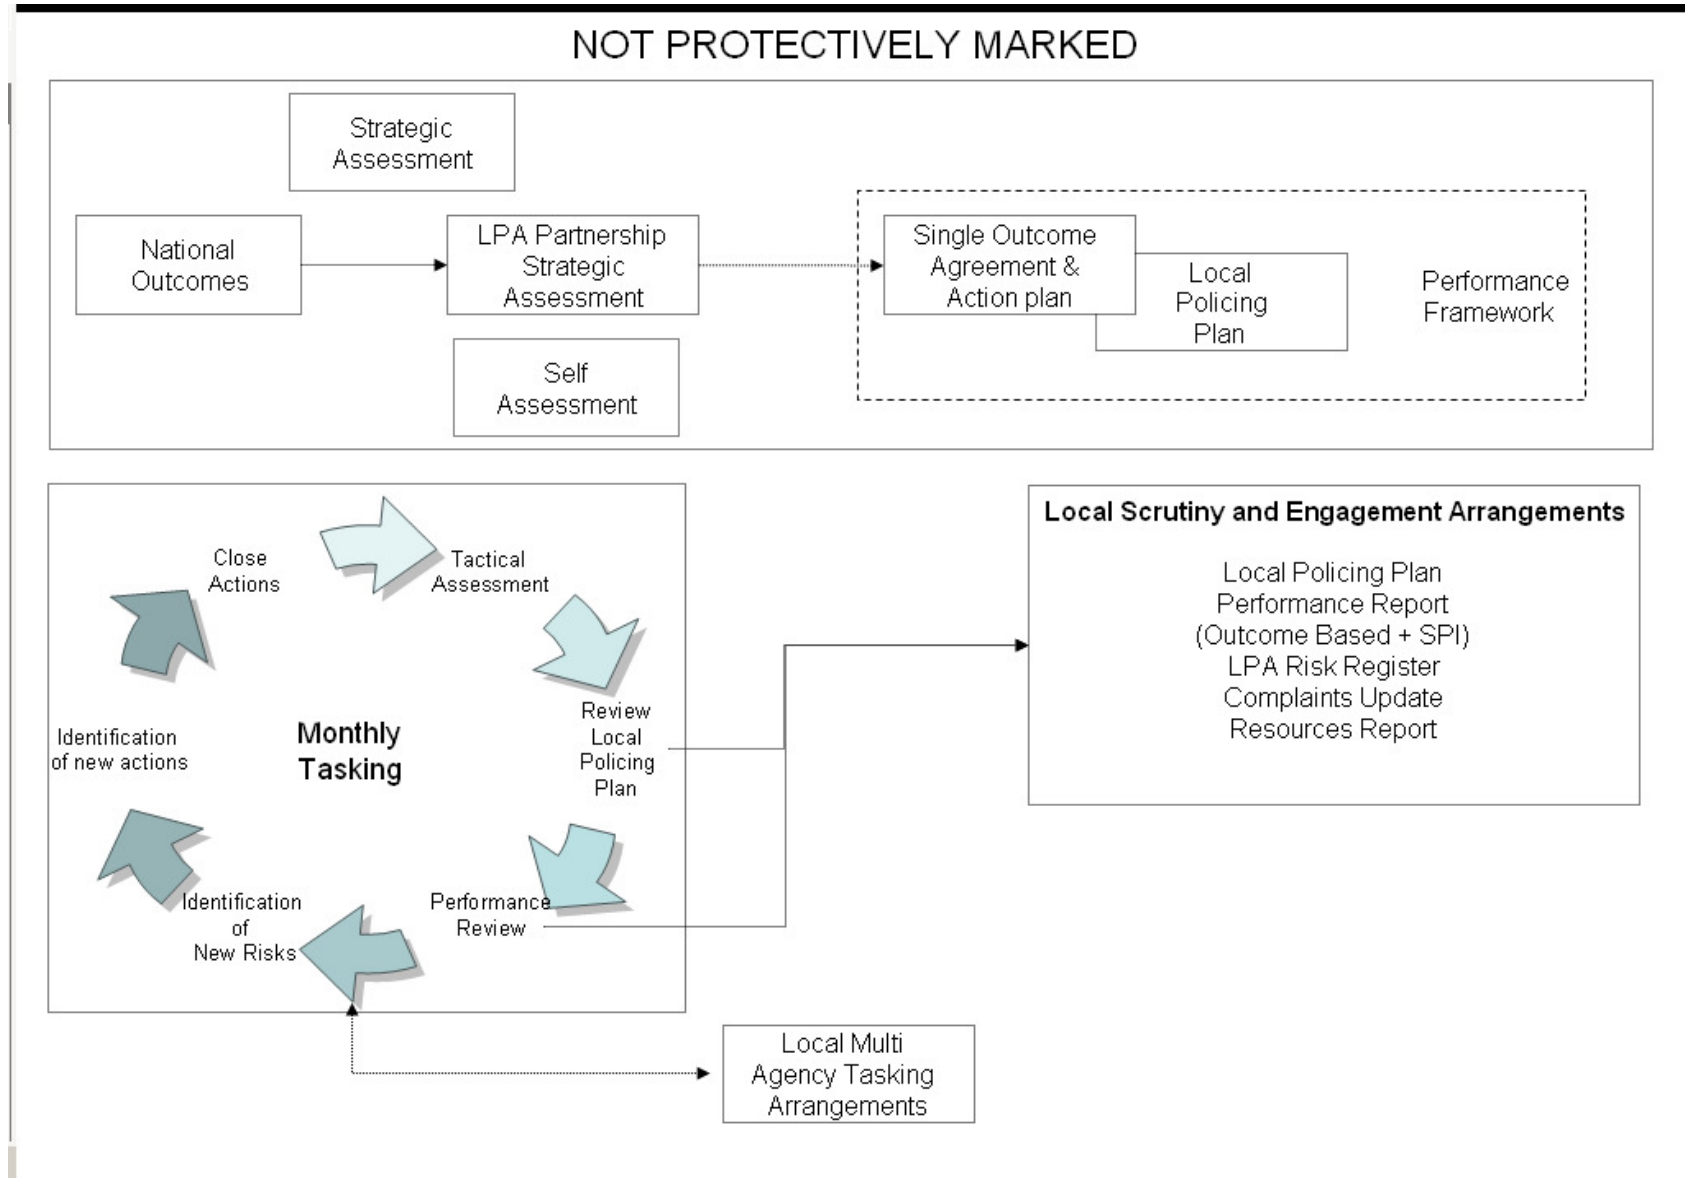 NOT PROTECTIVELY MARKED
Strategic
Assessment
National
Outcomes
LPA Partnership
Strategic
Assessment
Self
Assessment
Single Outcome
Agreement &
Action plan
Local
Policing
Plan
Performance
Framework
Close
Actions
Tactical
Assessment
Review
Local
Policing
Plan
Performance
Review
Identification
of
New Risks
Identification
of new actions
Monthly
Tasking
Local Scrutiny and Engagement Arrangements
Local Policing Plan
Performance Report
(Outcome Based + SPI)
LPA Risk Register
Complaints Update
Resources Report
Local Multi
Agency Tasking
Arrangements